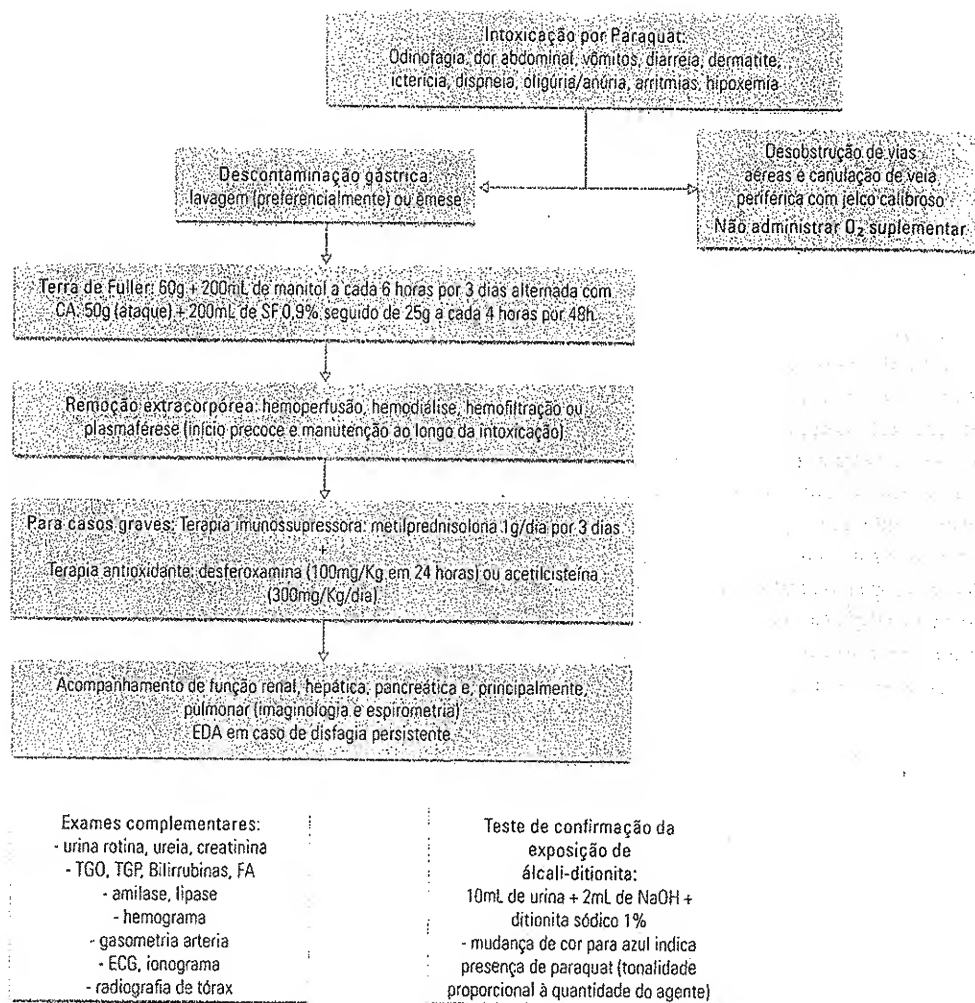 Intoxicação por Paraquat:
Odinofagia, dor abdominal, vômitos, diarreia, dermatite,
icterícia, dispneia, oligúria/anúria, arritmias, hipoxemia
Descontaminação gástrica:
lavagem (preferencialmente) ou êmese
Desobstrução de vias
aéreas e canulação de veia
periférica com jelco calibroso
Não administrar O₂ suplementar
Terra de Fuller: 60g + 200mL de manitol a cada 6 horas por 3 dias alternada com
CA: 50g (ataque) + 200mL de SF 0,9% seguido de 25g a cada 4 horas por 48h
Remoção extracorpórea: hemoperfusão, hemodiálise, hemofiltração ou
plasmaférese (início precoce e manutenção ao longo da intoxicação)
Para casos graves: Terapia imunossupressora: metilprednisolona 1g/dia por 3 dias
+
Terapia antioxidante: desferoxamina (100mg/Kg em 24 horas) ou acetilcisteína
(300mg/Kg/dia)
Acompanhamento de função renal, hepática, pancreática e, principalmente,
pulmonar (imaginologia e espirometria)
EDA em caso de disfagia persistente
Exames complementares:
- urina rotina, ureia, creatinina
- TGO, TGP, Bilirrubinas, FA
- amilase, lipase
- hemograma
- gasometria arteria
- ECG, ionograma
- radiografia de tórax
Teste de confirmação da
exposição de
álcali-ditionita:
10mL de urina + 2mL de NaOH +
ditionita sódico 1%
- mudança de cor para azul indica
presença de paraquat (tonalidade
proporcional à quantidade do agente)